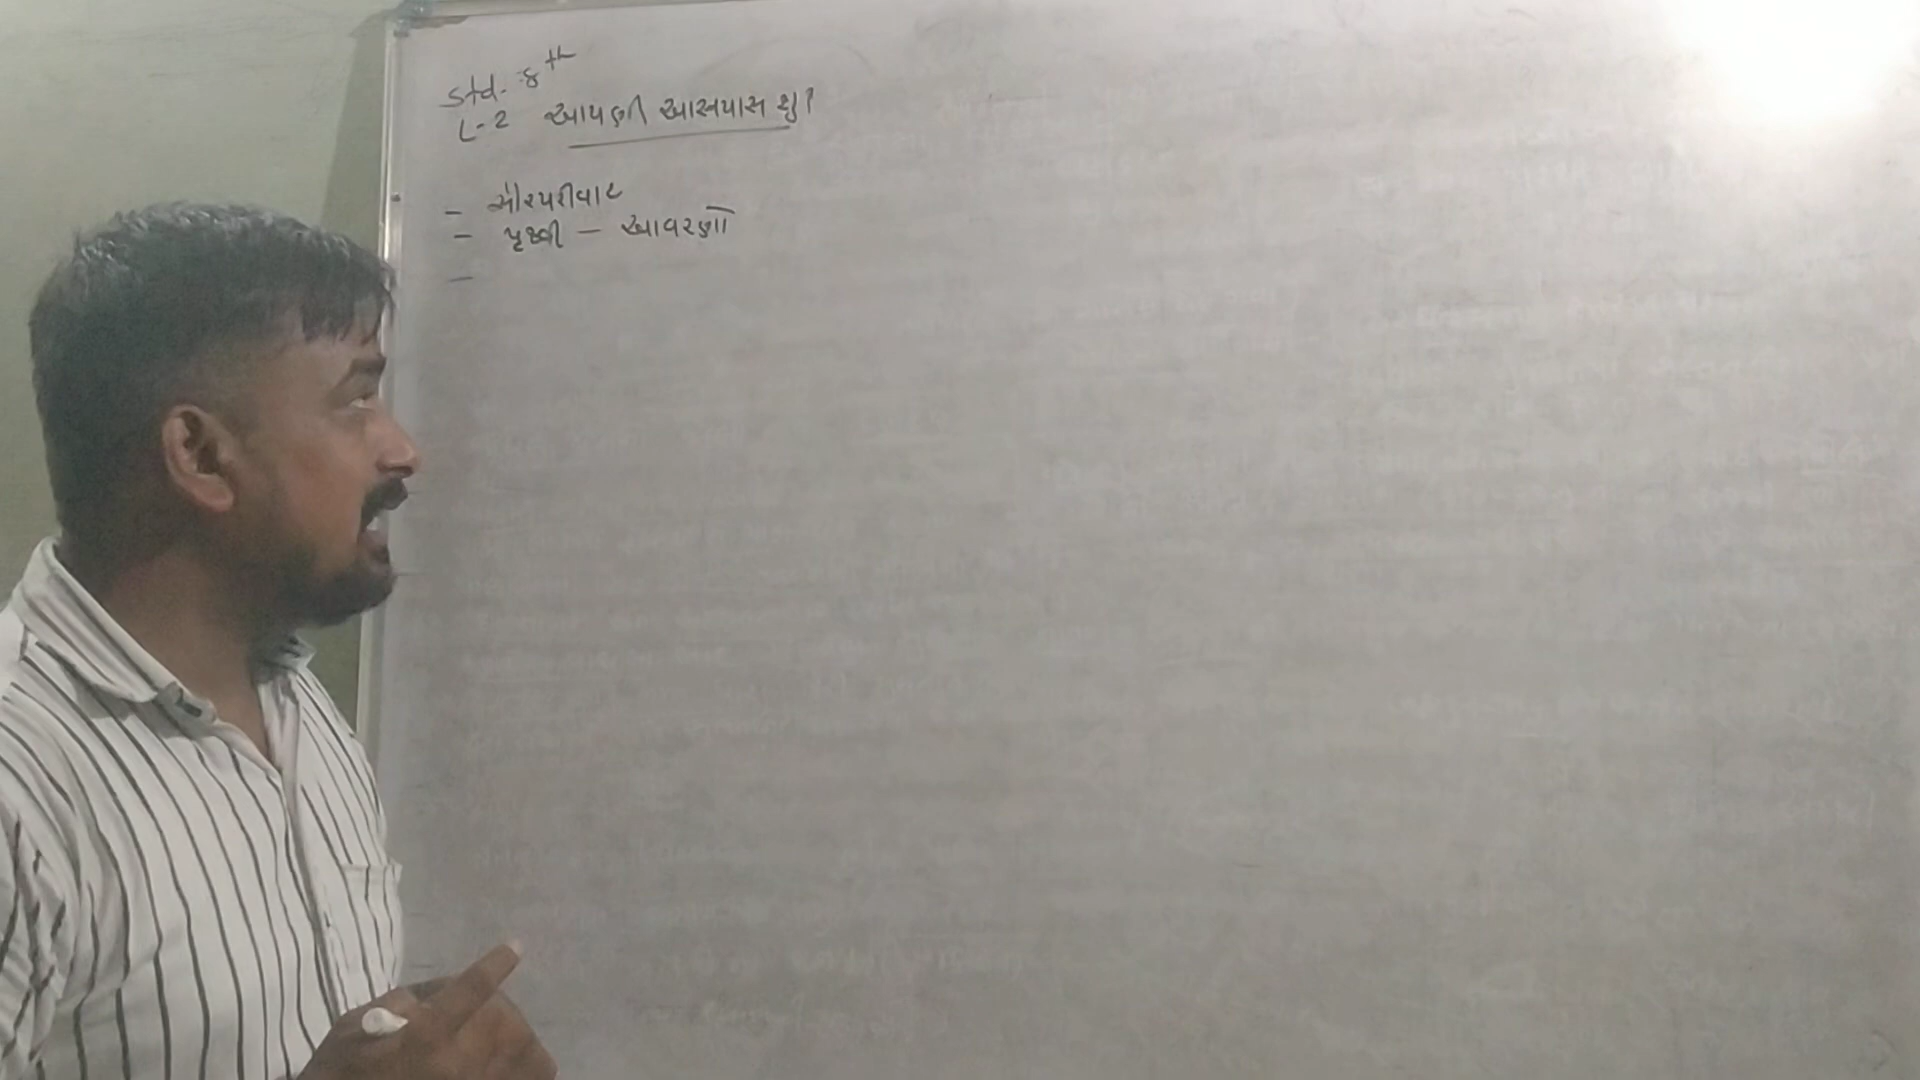 Std. 8th
L-2 આપણી આસપાસ શું?
- સૌરપરીવાર
- પૃથ્વી - આવરણો
-